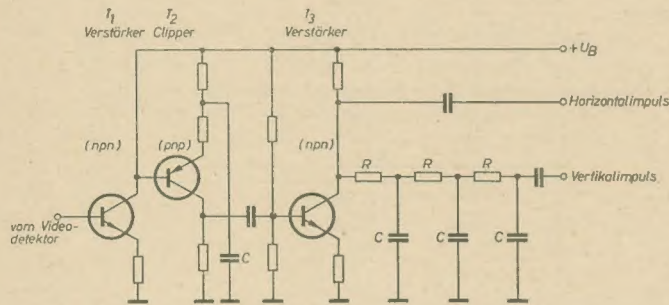 T1
Verstärker
T2
Clipper
T3
Verstärker
+UB
Horizontalimpuls
(npn)
(pnp)
(npn)
R
R
R
Vertikalimpuls
vom Video-
detektor
C
C
C
C